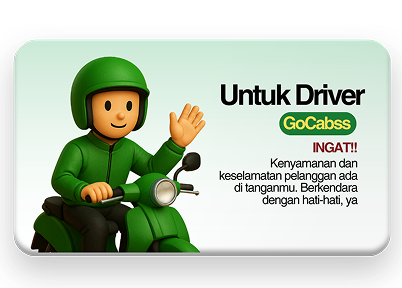 Untuk Driver
GoCabss
INGAT!!
Kenyamanan dan
keselamatan pelanggan ada
di tanganmu. Berkendara
dengan hati-hati, ya